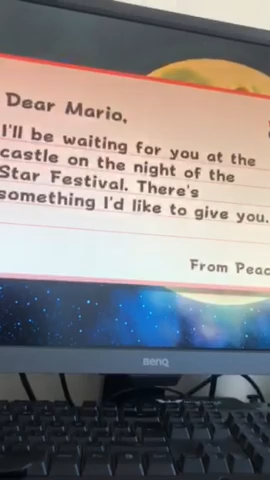 Dear Mario,
I'll be waiting for you at the
castle on the night of the
Star Festival. There's
something I'd like to give you.
From Peac
BenQ